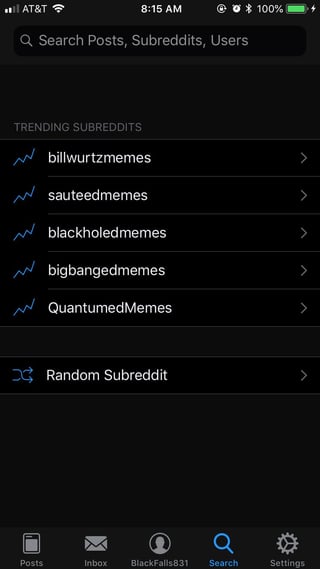 AT&T 8:15 AM 100%
Search Posts, Subreddits, Users
TRENDING SUBREDDITS
billwurtzmemes
sauteedmemes
blackholedmemes
bigbangedmemes
QuantumedMemes
Random Subreddit
Posts Inbox BlackFalls831 Search Settings